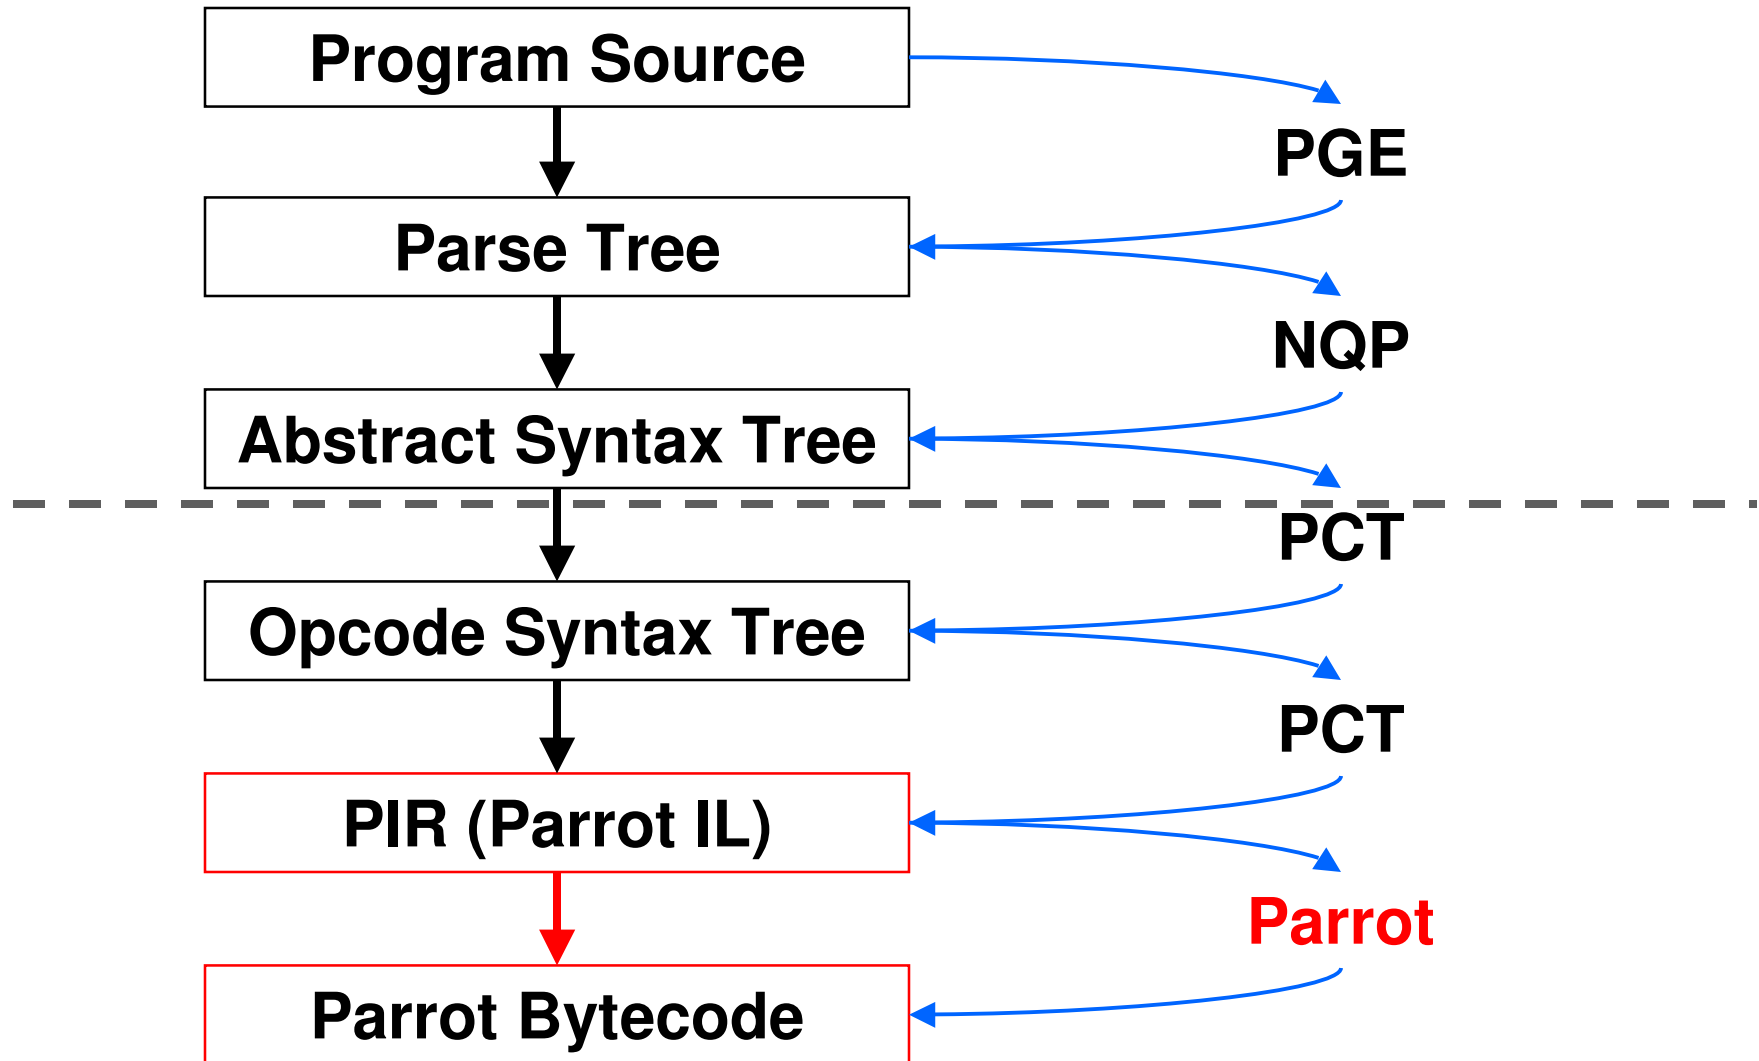 Program Source
PGE
Parse Tree
NQP
Abstract Syntax Tree
PCT
Opcode Syntax Tree
PCT
PIR (Parrot IL)
Parrot
Parrot Bytecode